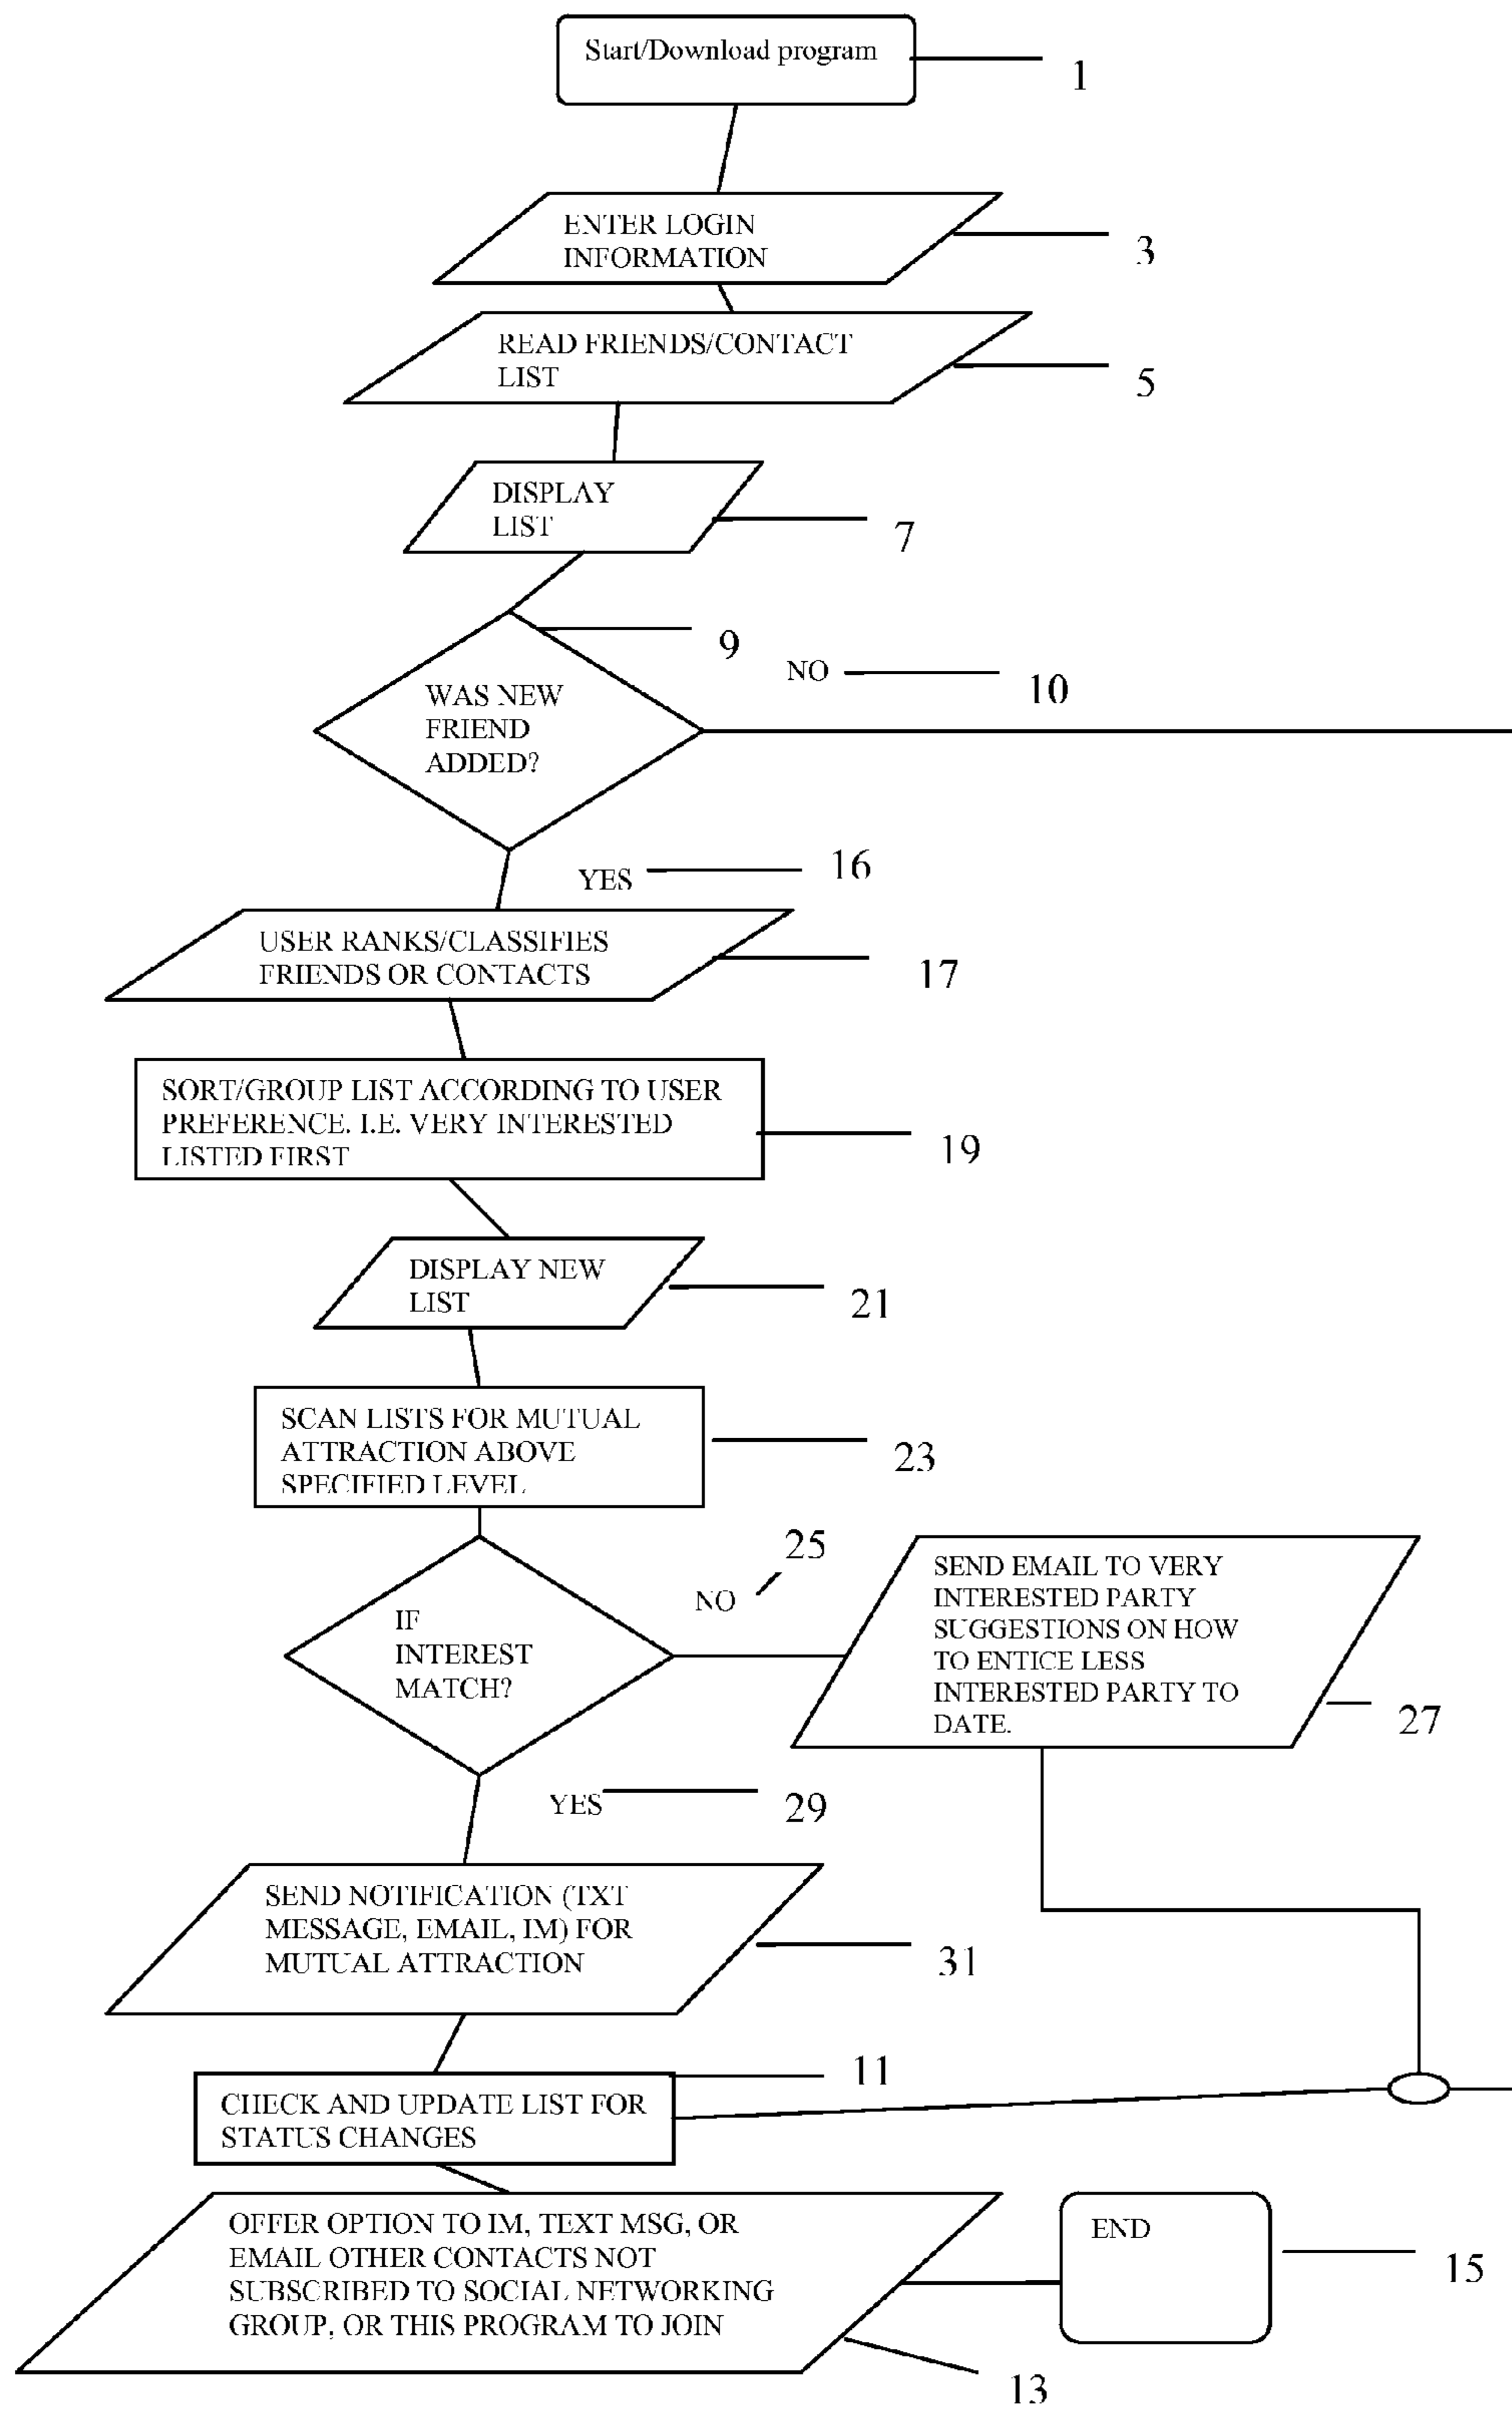 Start/Download program
1
ENTER LOGIN
INFORMATION
3
READ FRIENDS/CONTACT
LIST
5
DISPLAY
LIST
7
9
NO
10
WAS NEW
FRIEND
ADDED?
YES
16
USER RANKS/CLASSIFIES
FRIENDS OR CONTACTS
17
SORT/GROUP LIST ACCORDING TO USER
PREFERENCE. I.E. VERY INTERESTED
LISTED FIRST
19
DISPLAY NEW
LIST
21
SCAN LISTS FOR MUTUAL
ATTRACTION ABOVE
SPECIFIED LEVEL
23
25
NO
IF
INTEREST
MATCH?
SEND EMAIL TO VERY
INTERESTED PARTY
SUGGESTIONS ON HOW
TO ENTICE LESS
INTERESTED PARTY TO
DATE.
27
YES
29
SEND NOTIFICATION (TXT
MESSAGE, EMAIL, IM) FOR
MUTUAL ATTRACTION
31
11
CHECK AND UPDATE LIST FOR
STATUS CHANGES
OFFER OPTION TO IM, TEXT MSG, OR
EMAIL OTHER CONTACTS NOT
SUBSCRIBED TO SOCIAL NETWORKING
GROUP, OR THIS PROGRAM TO JOIN
END
15
13